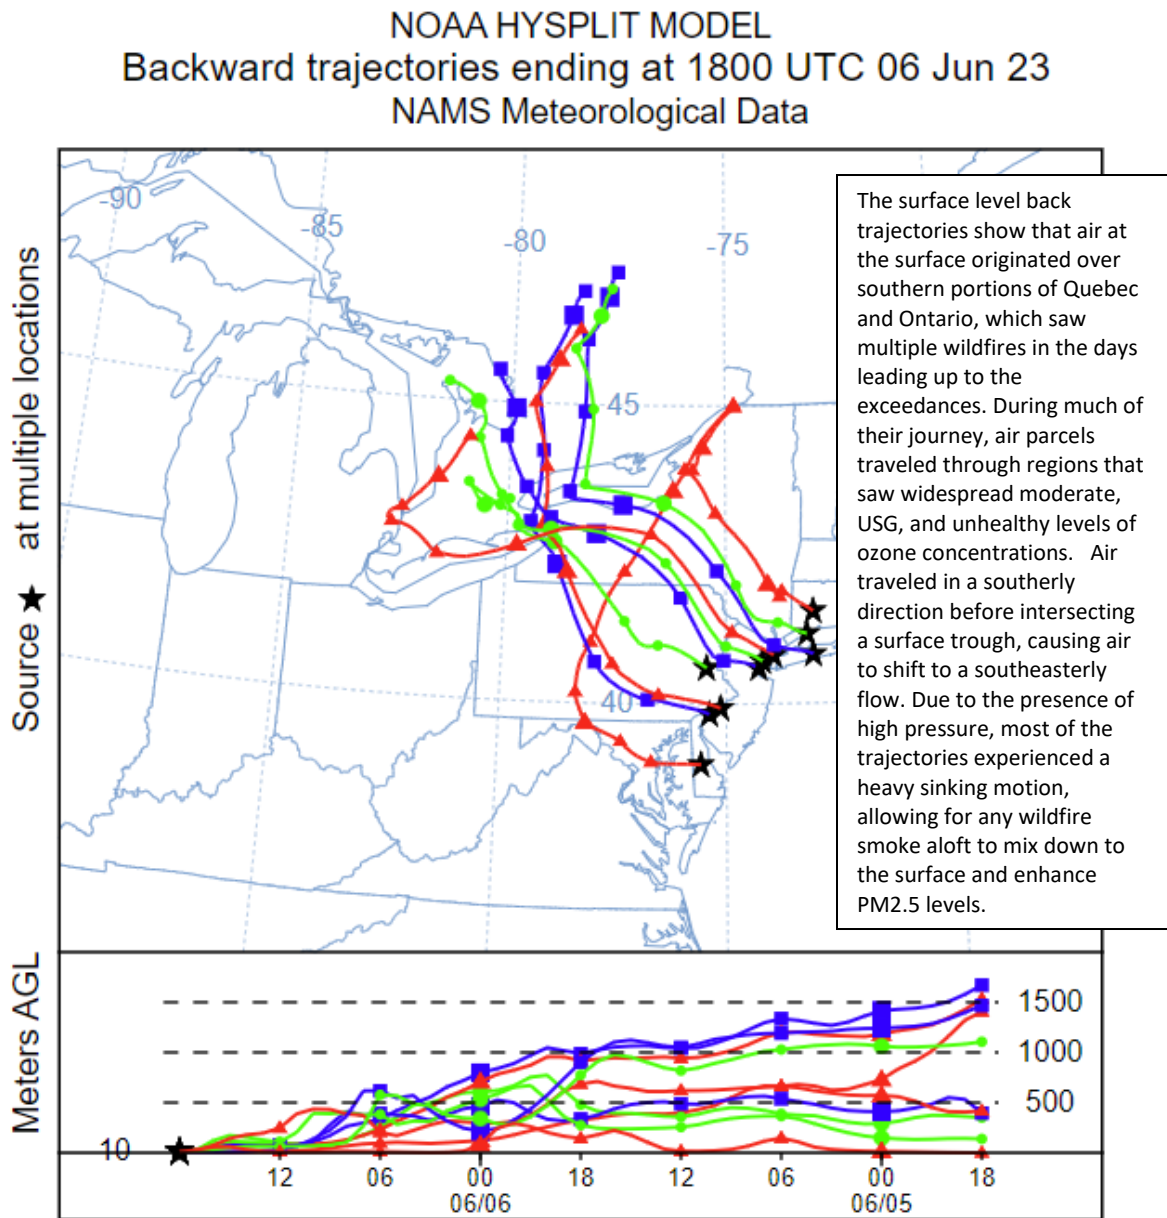 NOAA HYSPLIT MODEL
Backward trajectories ending at 1800 UTC 06 Jun 23
NAMS Meteorological Data
Source ★ at multiple locations
-90
-85
-80
-75
45
40
The surface level back
trajectories show that air at
the surface originated over
southern portions of Quebec
and Ontario, which saw
multiple wildfires in the days
leading up to the
exceedances. During much of
their journey, air parcels
traveled through regions that
saw widespread moderate,
USG, and unhealthy levels of
ozone concentrations.   Air
traveled in a southerly
direction before intersecting
a surface trough, causing air
to shift to a southeasterly
flow. Due to the presence of
high pressure, most of the
trajectories experienced a
heavy sinking motion,
allowing for any wildfire
smoke aloft to mix down to
the surface and enhance
PM2.5 levels.
Meters AGL
1500
1000
500
10
12 06 00 18 12 06 00 18
06/06 06/05